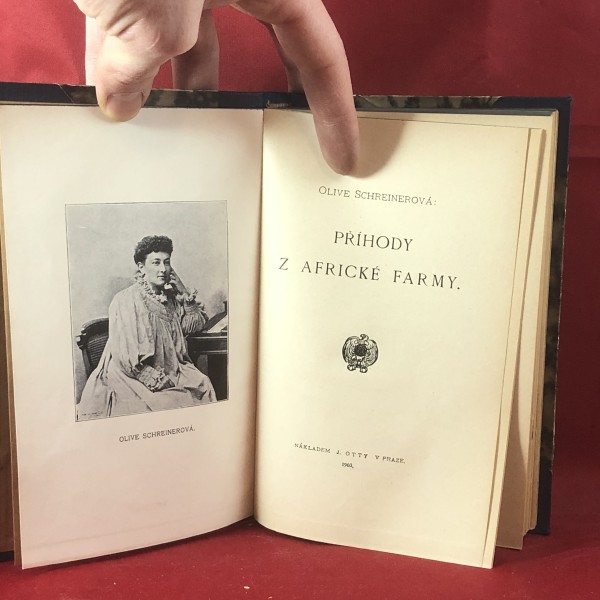 OLIVE SCHREINEROVÁ.
OLIVE SCHREINEROVÁ:
PŘÍHODY
Z AFRICKÉ FARMY.
NÁKLADEM J. OTTY V PRAZE.